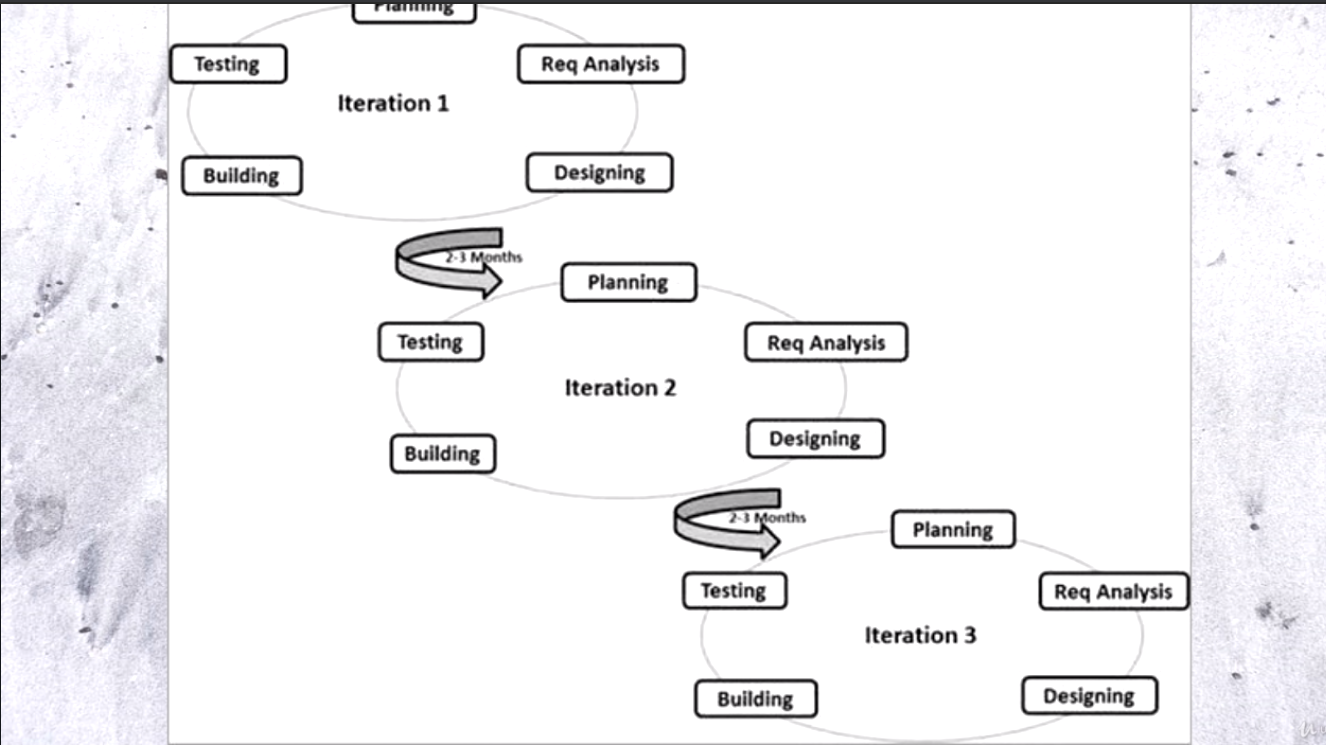 Planning
Testing
Req Analysis
Iteration 1
Building
Designing
2-3 Months
Planning
Testing
Req Analysis
Iteration 2
Designing
Building
2-3 Months
Planning
Testing
Req Analysis
Iteration 3
Building
Designing